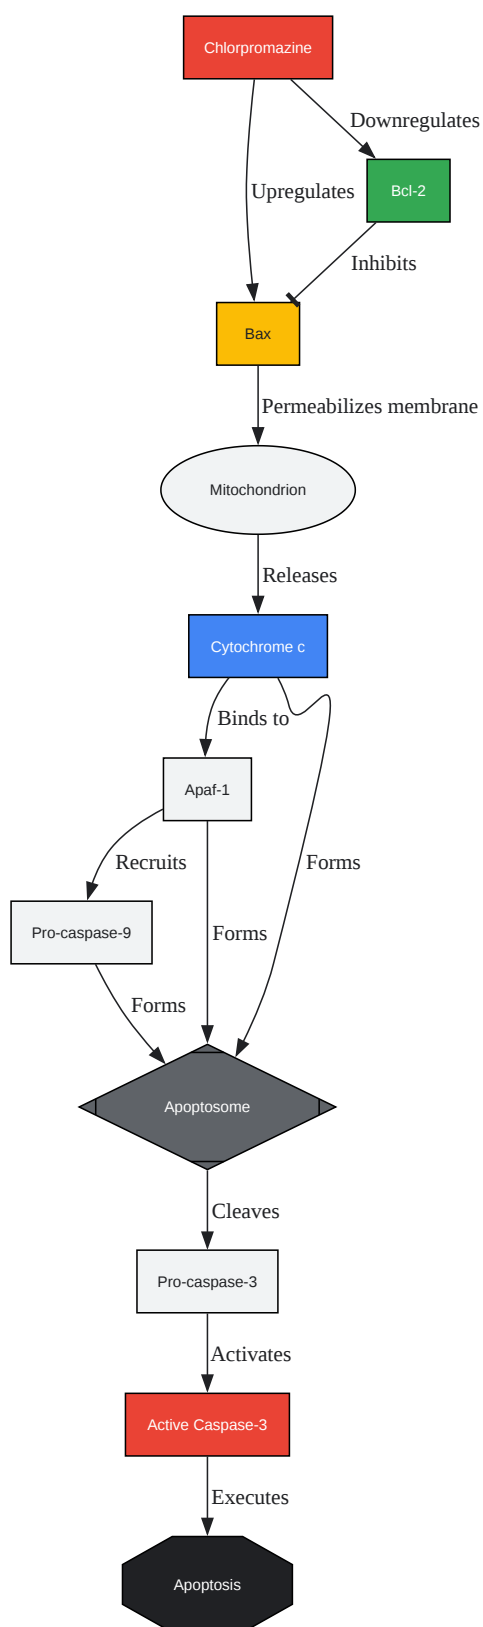 Chlorpromazine
Downregulates
Upregulates
Bcl-2
Inhibits
Bax
Permeabilizes membrane
Mitochondrion
Releases
Cytochrome c
Binds to
Apaf-1
Recruits
Forms
Pro-caspase-9
Forms
Forms
Apoptosome
Cleaves
Pro-caspase-3
Activates
Active Caspase-3
Executes
Apoptosis